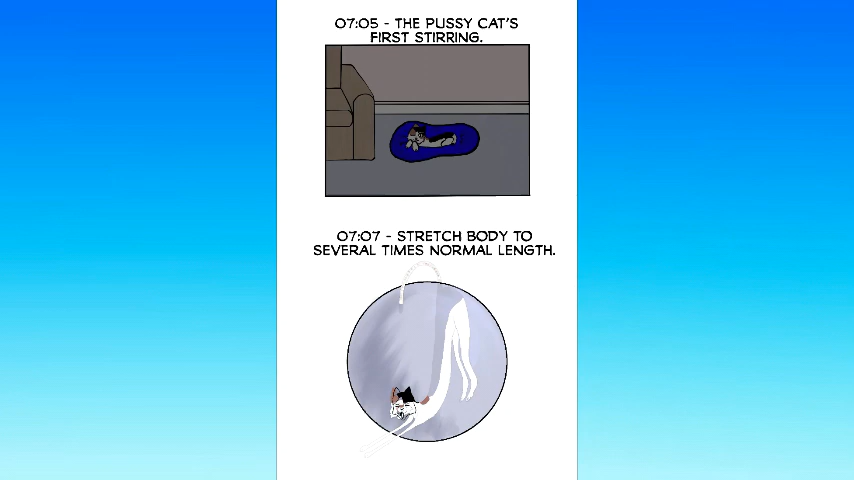 07:05 - THE PUSSY CAT'S
FIRST STIRRING.
07:07 - STRETCH BODY TO
SEVERAL TIMES NORMAL LENGTH.